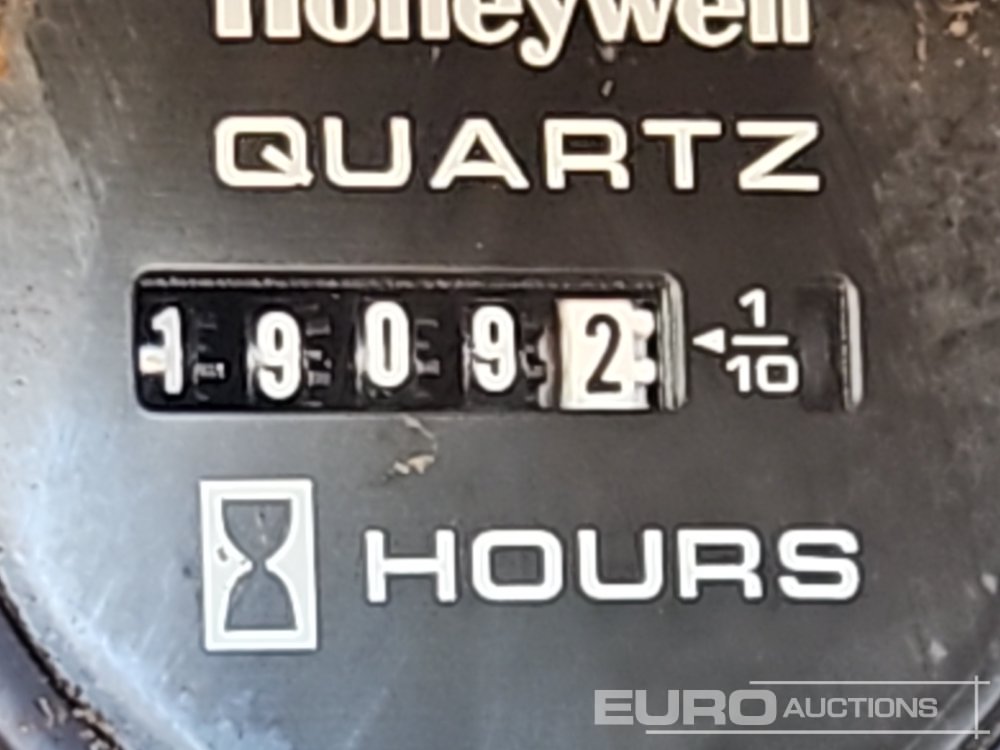 Honeywell
QUARTZ
19092 ◄ 1/10
HOURS
EURO AUCTIONS